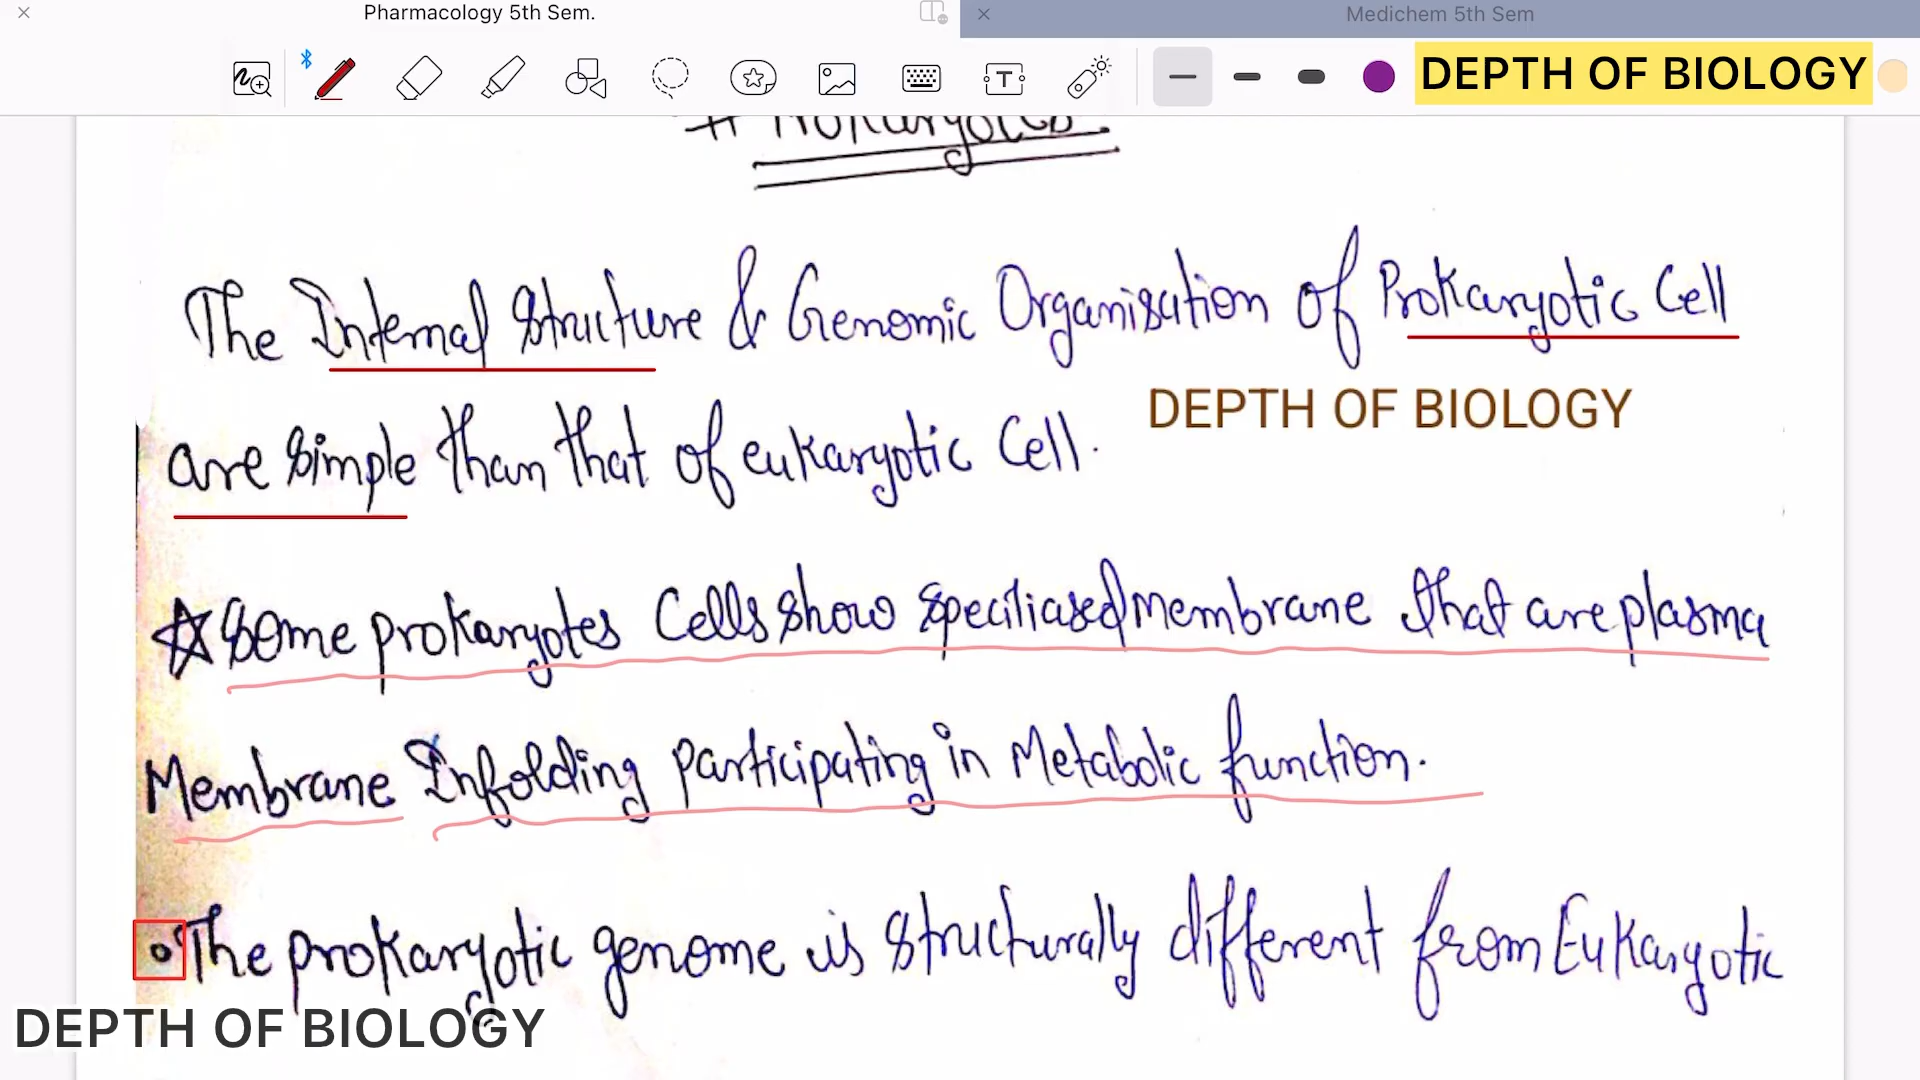 Pharmacology 5th Sem.
Medichem 5th Sem
DEPTH OF BIOLOGY
# Prokaryotes.
The Internal Structure & Genomic Organisation of Prokaryotic Cell
are simple than that of eukaryotic Cell.
DEPTH OF BIOLOGY
☆ Some prokaryotes Cells show speciliased membrane that are plasma
Membrane Infolding participating in Metabolic function.
The prokaryotic genome is structurally different from Eukaryotic
DEPTH OF BIOLOGY